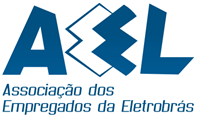 AEEL
Associação dos
Empregados da Eletrobrás